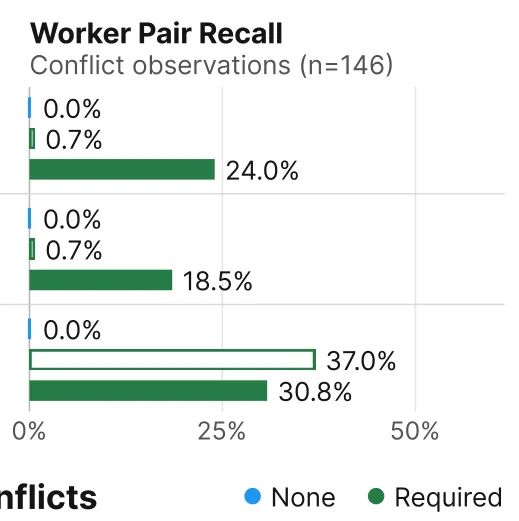 Worker Pair Recall
Conflict observations (n=146)
0.0%
0.7%
24.0%
0.0%
0.7%
18.5%
0.0%
37.0%
30.8%
0% 25% 50%
nflicts None Required